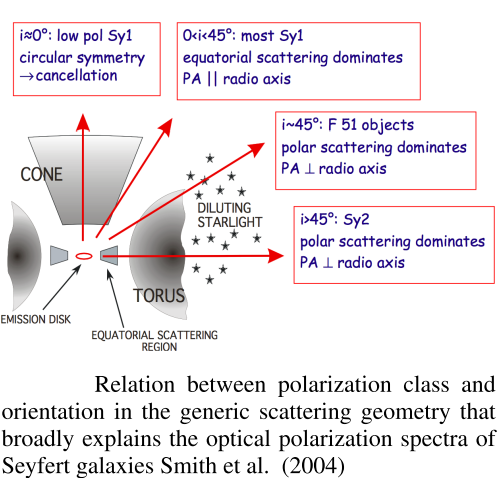 i≈0°: low pol Sy1
circular symmetry
→cancellation
0<i<45°: most Sy1
equatorial scattering dominates
PA || radio axis
i~45°: F 51 objects
polar scattering dominates
PA ⊥ radio axis
CONE
DILUTING
STARLIGHT
i>45°: Sy2
polar scattering dominates
PA ⊥ radio axis
TORUS
EMISSION DISK
EQUATORIAL SCATTERING
REGION
Relation between polarization class and
orientation in the generic scattering geometry that
broadly explains the optical polarization spectra of
Seyfert galaxies Smith et al. (2004)